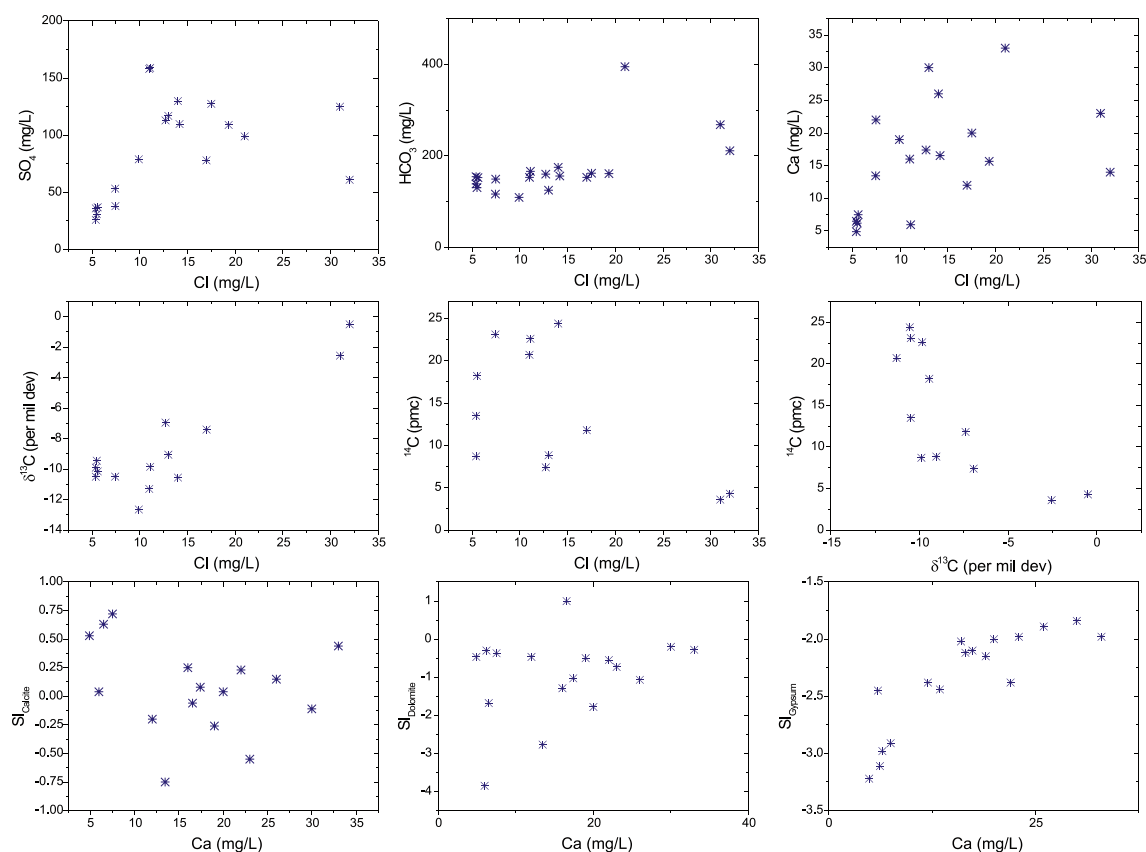 200
150
100
50
0
SO4 (mg/L)
5 10 15 20 25 30 35
Cl (mg/L)
400
200
0
HCO3 (mg/L)
5 10 15 20 25 30 35
Cl (mg/L)
35
30
25
20
15
10
5
Ca (mg/L)
5 10 15 20 25 30 35
Cl (mg/L)
0
-2
-4
-6
-8
-10
-12
-14
δ13C (per mil dev)
5 10 15 20 25 30 35
Cl (mg/L)
25
20
15
10
5
0
14C (pmc)
5 10 15 20 25 30 35
Cl (mg/L)
25
20
15
10
5
0
14C (pmc)
-15 -10 -5 0
δ13C (per mil dev)
1.00
0.75
0.50
0.25
0.00
-0.25
-0.50
-0.75
-1.00
SICalcite
5 10 15 20 25 30 35
Ca (mg/L)
1
0
-1
-2
-3
-4
SIDolomite
0 20 40
Ca (mg/L)
-1.5
-2.0
-2.5
-3.0
-3.5
SIGypsum
0 25
Ca (mg/L)